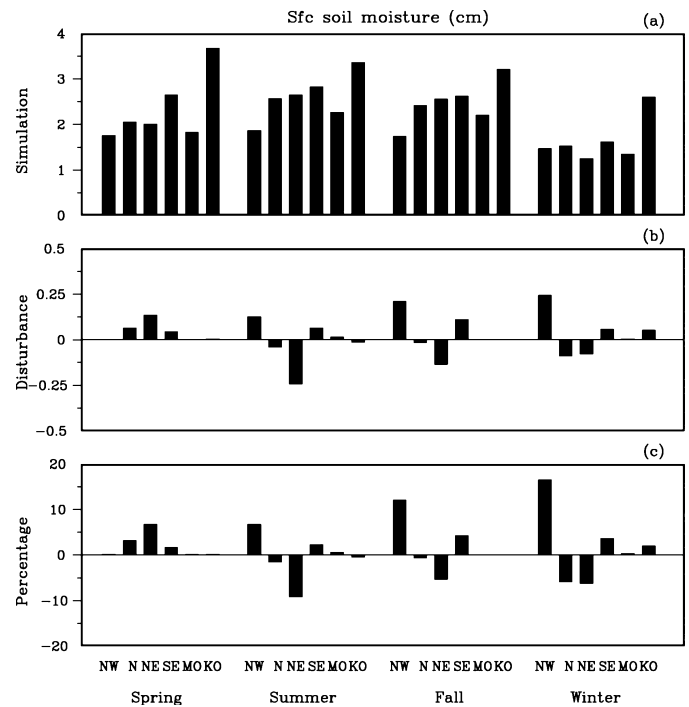 Sfc soil moisture (cm)
(a)
4
3
2
1
0
Simulation
(b)
0.5
0.25
0
−0.25
−0.5
Disturbance
(c)
20
10
0
−10
−20
Percentage
NW N NE SE MO KO NW N NE SE MO KO NW N NE SE MO KO NW N NE SE MO KO
Spring Summer Fall Winter